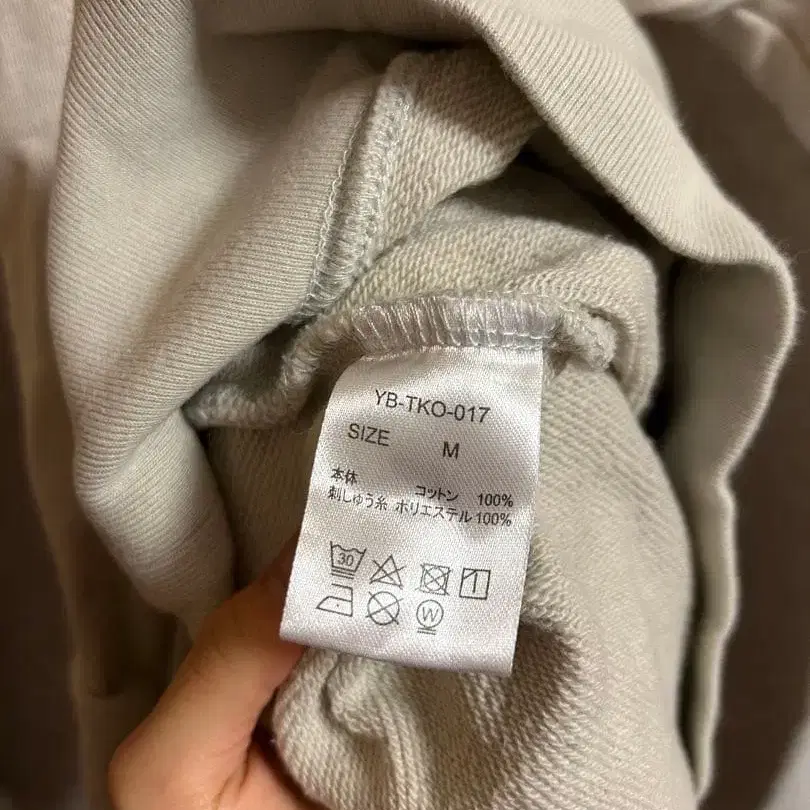 YB-TKO-017
SIZE M
本体 コットン 100%
刺しゅう糸 ポリエステル 100%
30
W